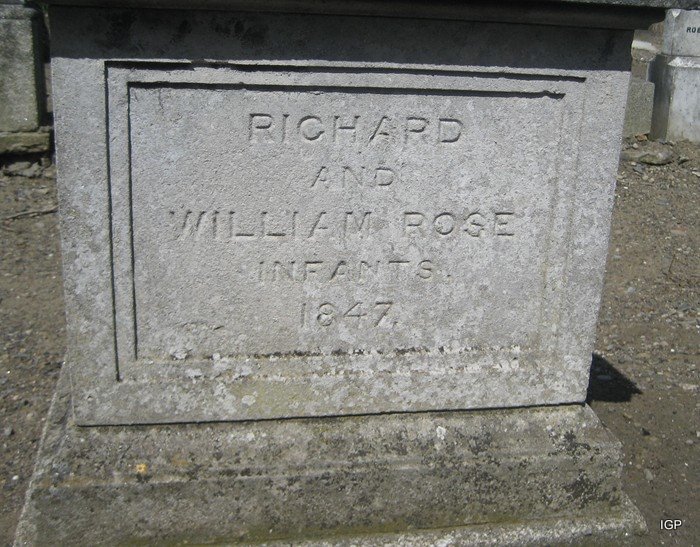 RICHARD
AND
WILLIAM ROSE
INFANTS.
1847.
IGP